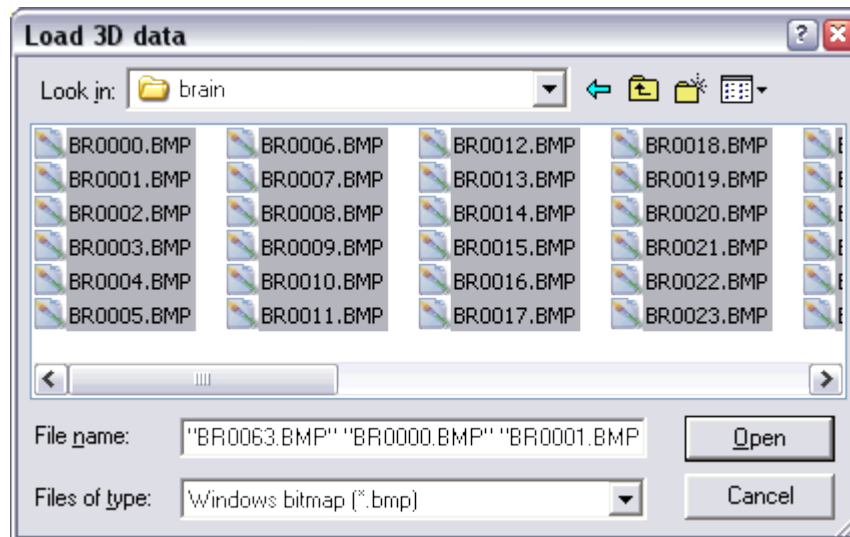 Load 3D data
Look in: brain
BR0000.BMP BR0006.BMP BR0012.BMP BR0018.BMP
BR0001.BMP BR0007.BMP BR0013.BMP BR0019.BMP
BR0002.BMP BR0008.BMP BR0014.BMP BR0020.BMP
BR0003.BMP BR0009.BMP BR0015.BMP BR0021.BMP
BR0004.BMP BR0010.BMP BR0016.BMP BR0022.BMP
BR0005.BMP BR0011.BMP BR0017.BMP BR0023.BMP
File name: "BR0063.BMP" "BR0000.BMP" "BR0001.BMP Open
Files of type: Windows bitmap (*.bmp) Cancel